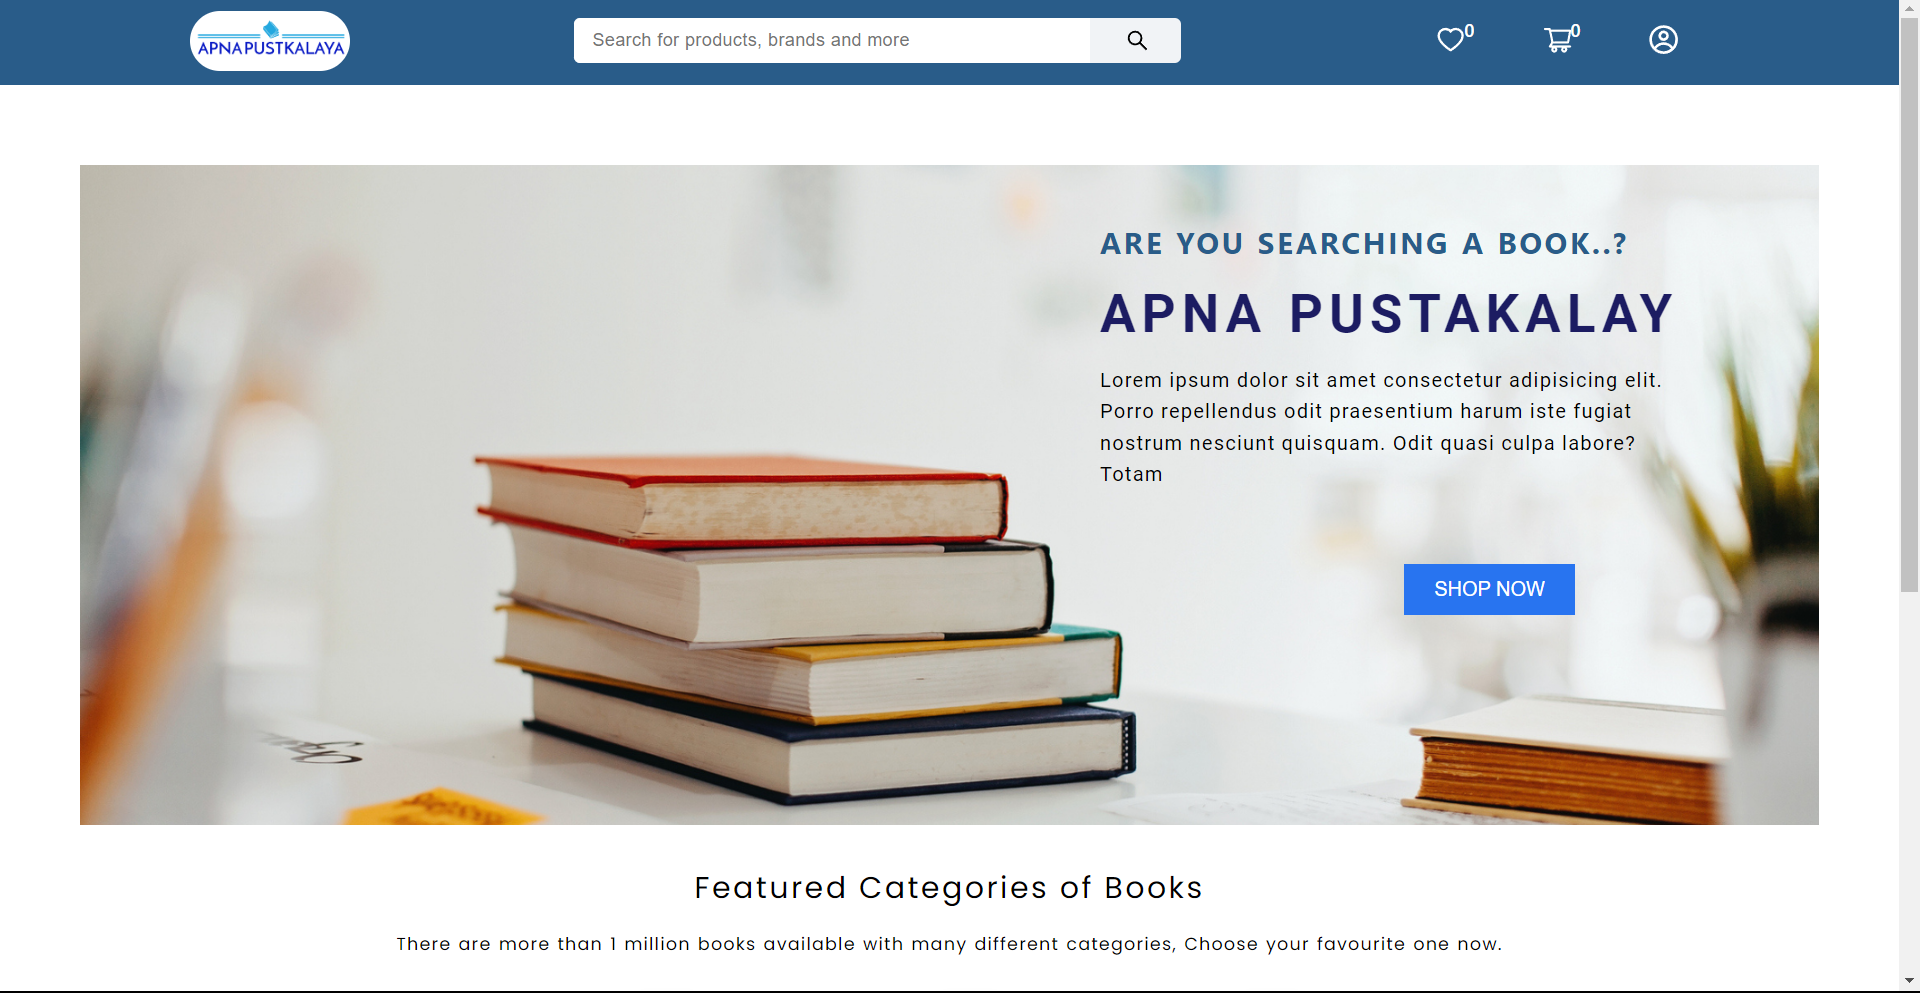 APNA PUSTKALAYA
Search for products, brands and more
0
0
ARE YOU SEARCHING A BOOK..?
APNA PUSTAKALAY
Lorem ipsum dolor sit amet consectetur adipisicing elit.
Porro repellendus odit praesentium harum iste fugiat
nostrum nesciunt quisquam. Odit quasi culpa labore?
Totam
SHOP NOW
Featured Categories of Books
There are more than 1 million books available with many different categories, Choose your favourite one now.